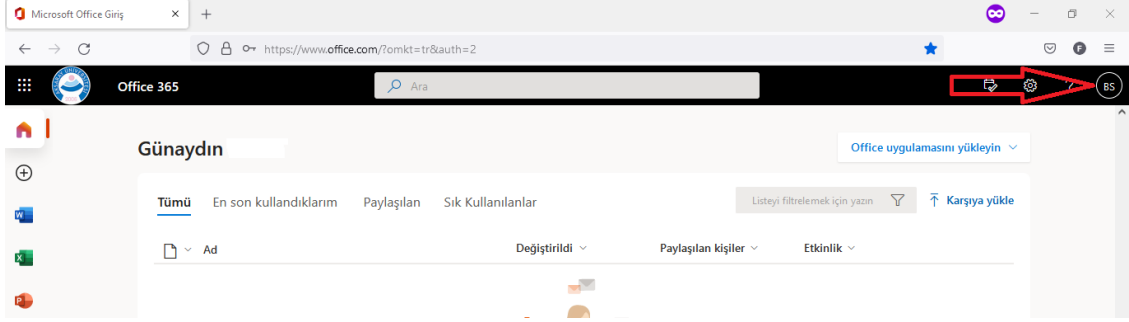 Microsoft Office Giriş
https://www.office.com/?omkt=tr&auth=2
Office 365
Ara
?
BS
Günaydın
Office uygulamasını yükleyin
Tümü En son kullandıklarım Paylaşılan Sık Kullanılanlar
Listeyi filtrelemek için yazın
Karşıya yükle
Ad Değiştirildi Paylaşılan kişiler Etkinlik